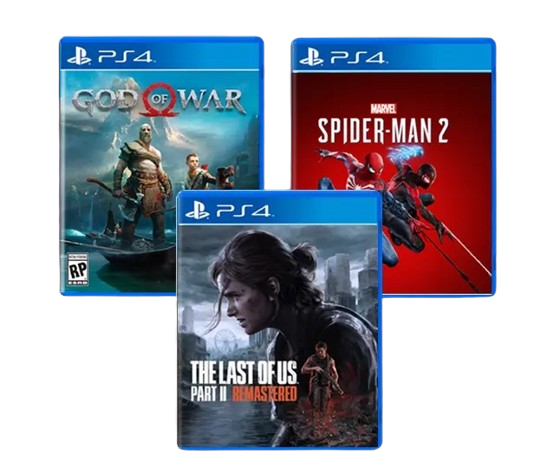 PS4
GOD OF WAR
RP
PS4
MARVEL
SPIDER-MAN 2
PS4
THE LAST OF US
PART II REMASTERED